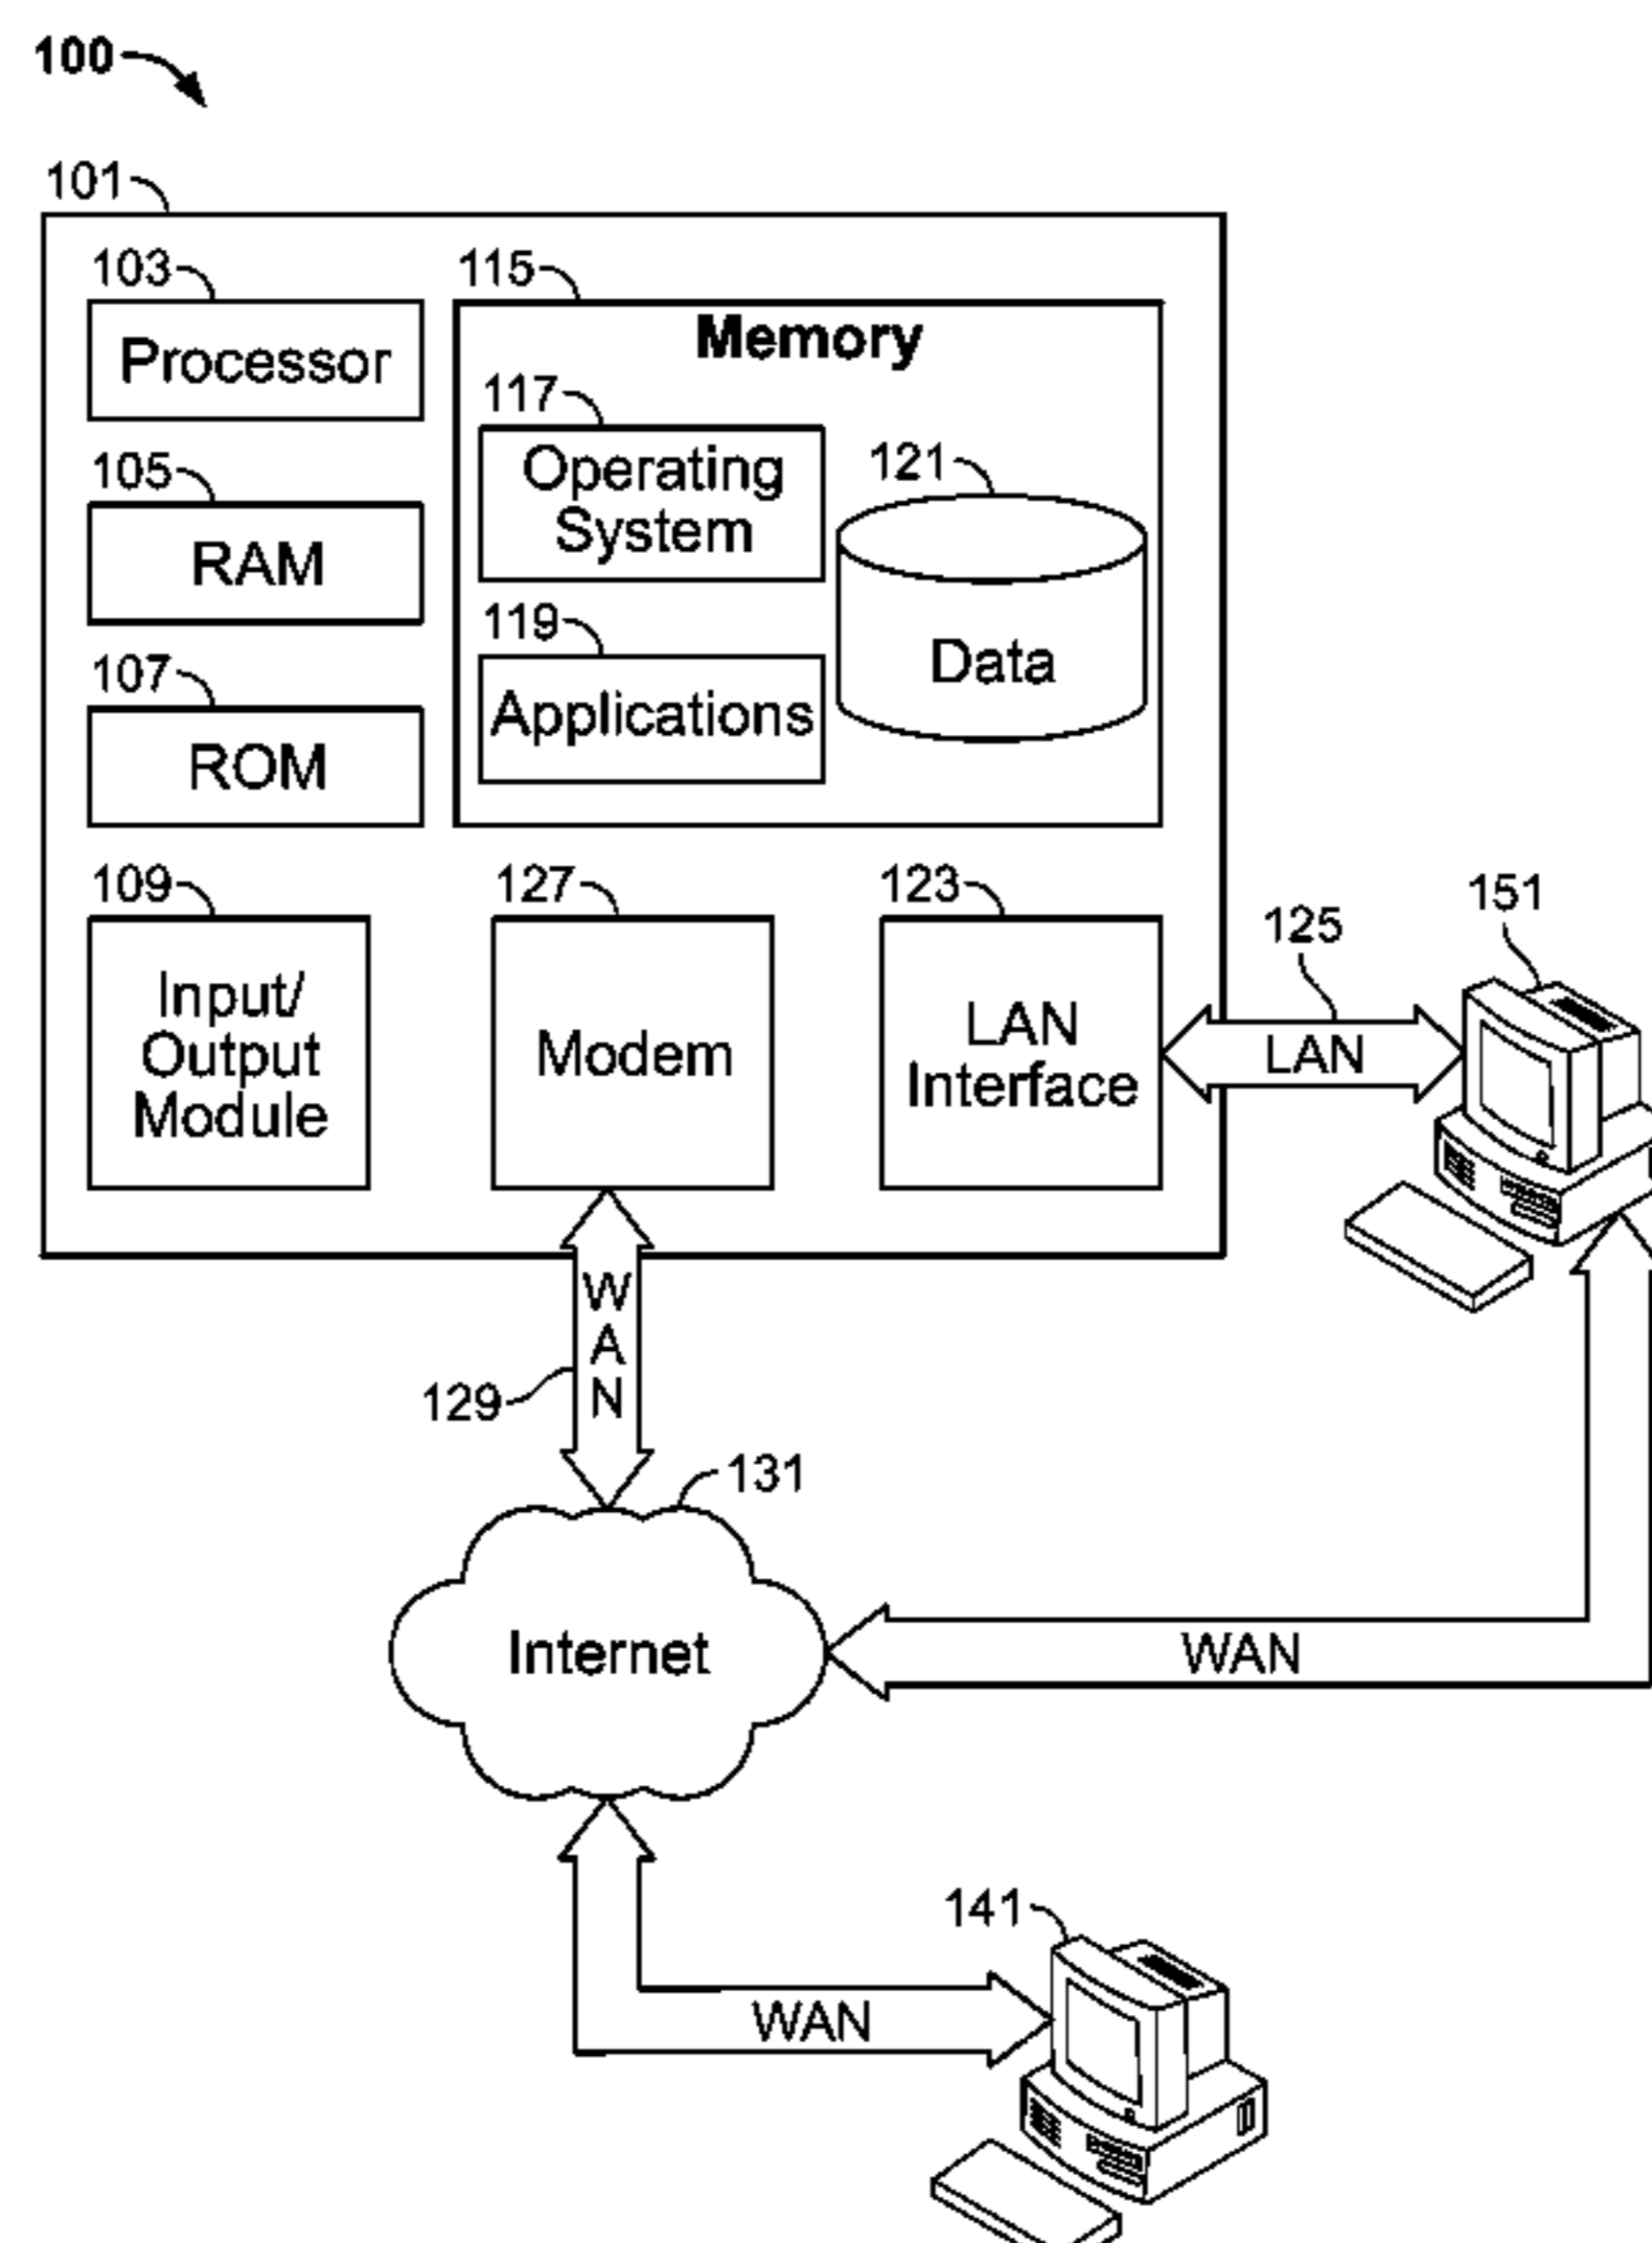 100
101
103
Processor
105
RAM
107
ROM
115
Memory
117
Operating
System
119
Applications
121
Data
109
Input/
Output
Module
127
Modem
123
LAN
Interface
125
LAN
151
WAN
129
131
Internet
WAN
141
WAN